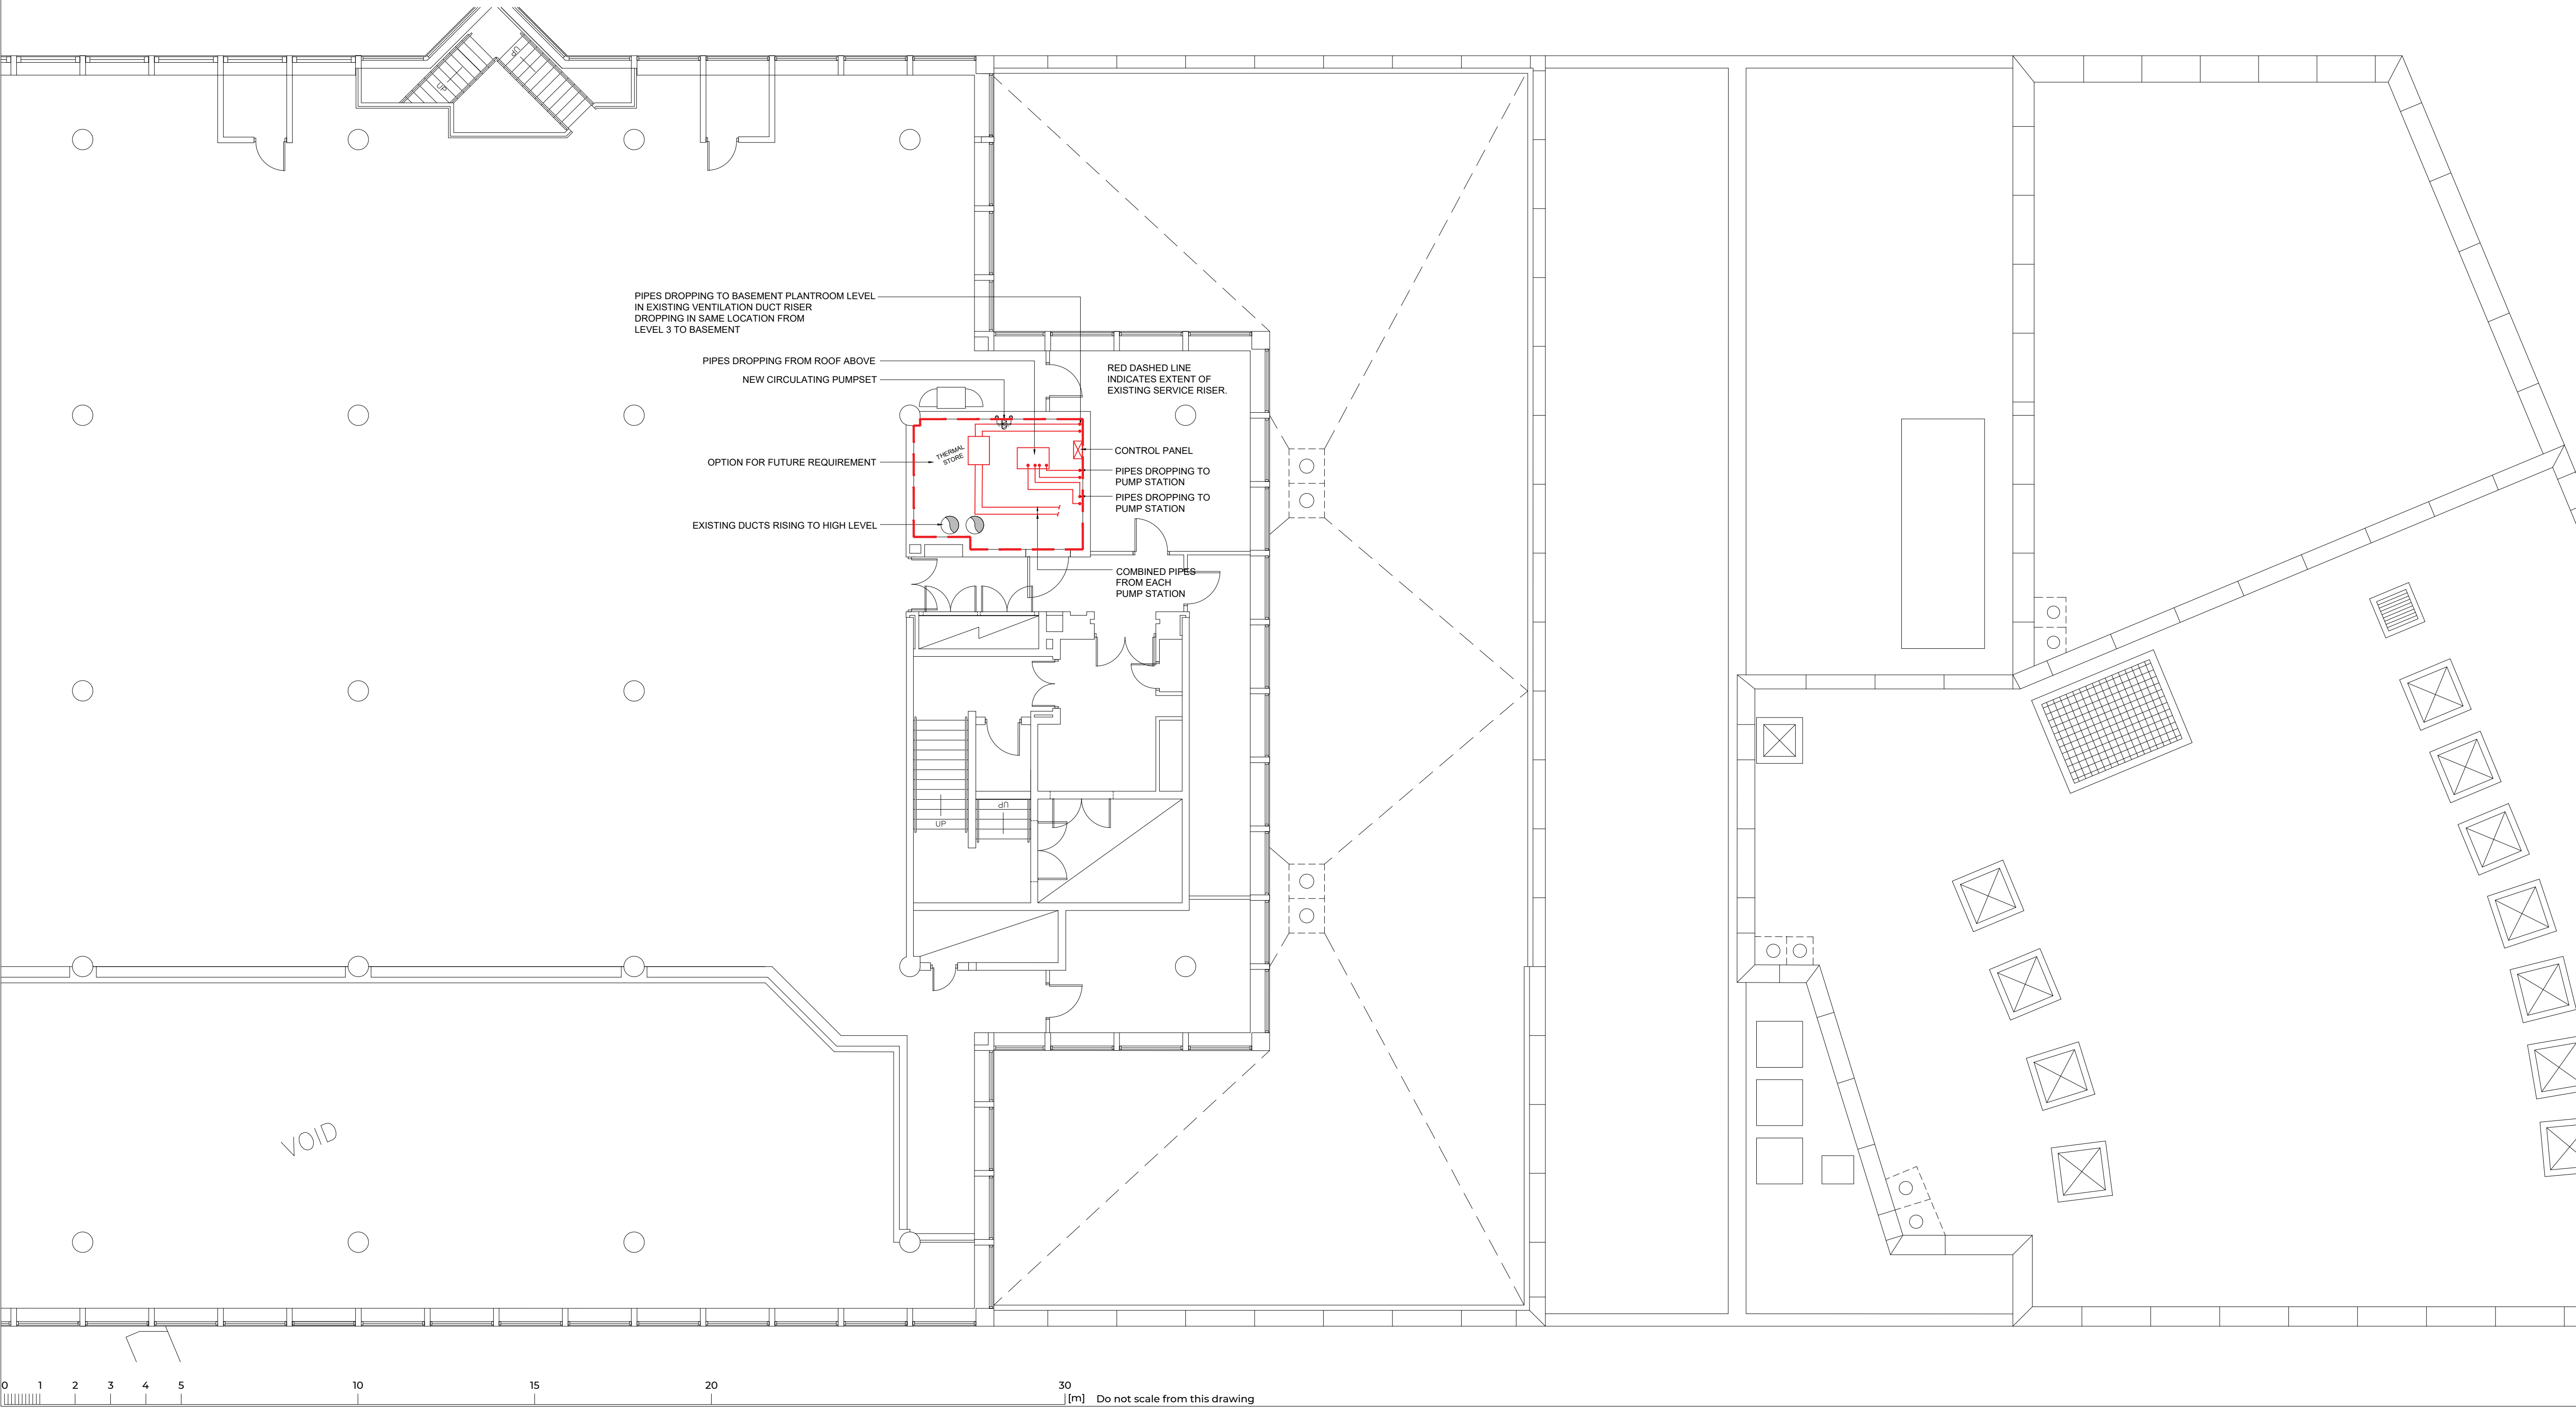 UP
UP
PIPES DROPPING TO BASEMENT PLANTROOM LEVEL
IN EXISTING VENTILATION DUCT RISER
DROPPING IN SAME LOCATION FROM
LEVEL 3 TO BASEMENT
PIPES DROPPING FROM ROOF ABOVE
NEW CIRCULATING PUMPSET
RED DASHED LINE
INDICATES EXTENT OF
EXISTING SERVICE RISER.
OPTION FOR FUTURE REQUIREMENT
THERMAL
STORE
CONTROL PANEL
PIPES DROPPING TO
PUMP STATION
PIPES DROPPING TO
PUMP STATION
EXISTING DUCTS RISING TO HIGH LEVEL
COMBINED PIPES
FROM EACH
PUMP STATION
UP
UP
VOID
0 1 2 3 4 5 10 15 20 30
[m] Do not scale from this drawing